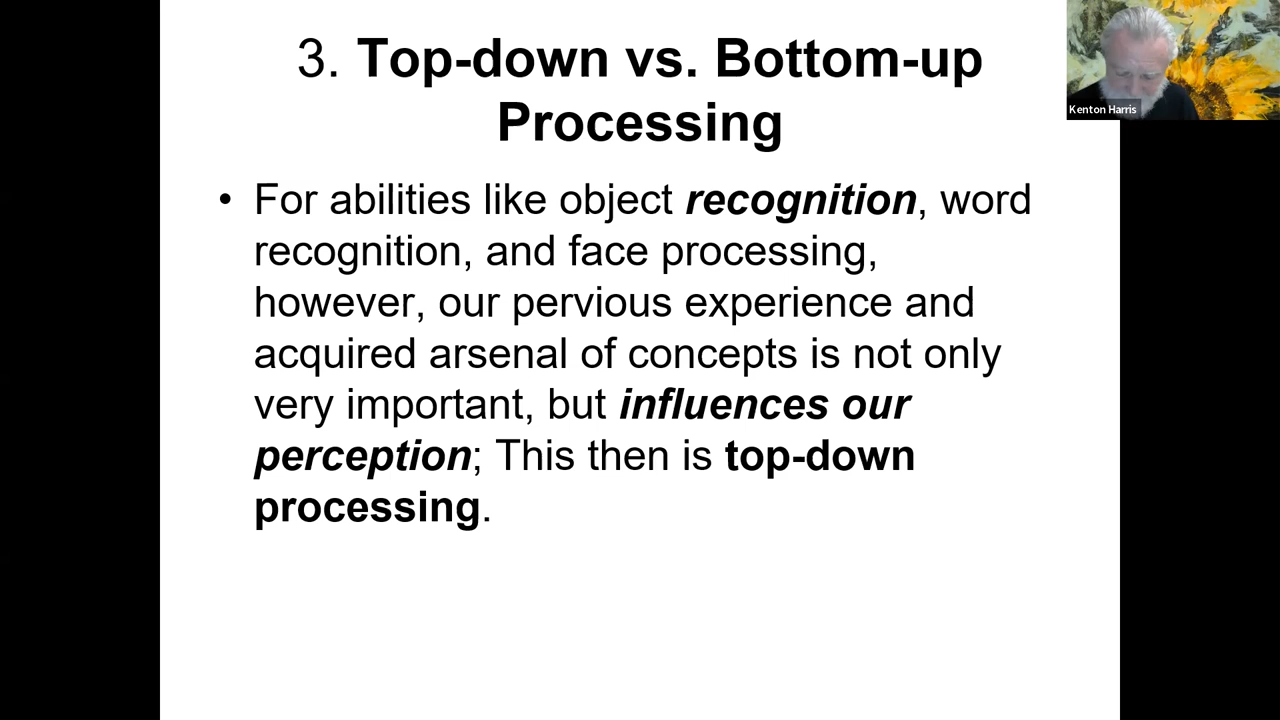 3. Top-down vs. Bottom-up
Processing
• For abilities like object recognition, word
recognition, and face processing,
however, our pervious experience and
acquired arsenal of concepts is not only
very important, but influences our
perception; This then is top-down
processing.
Kenton Harris